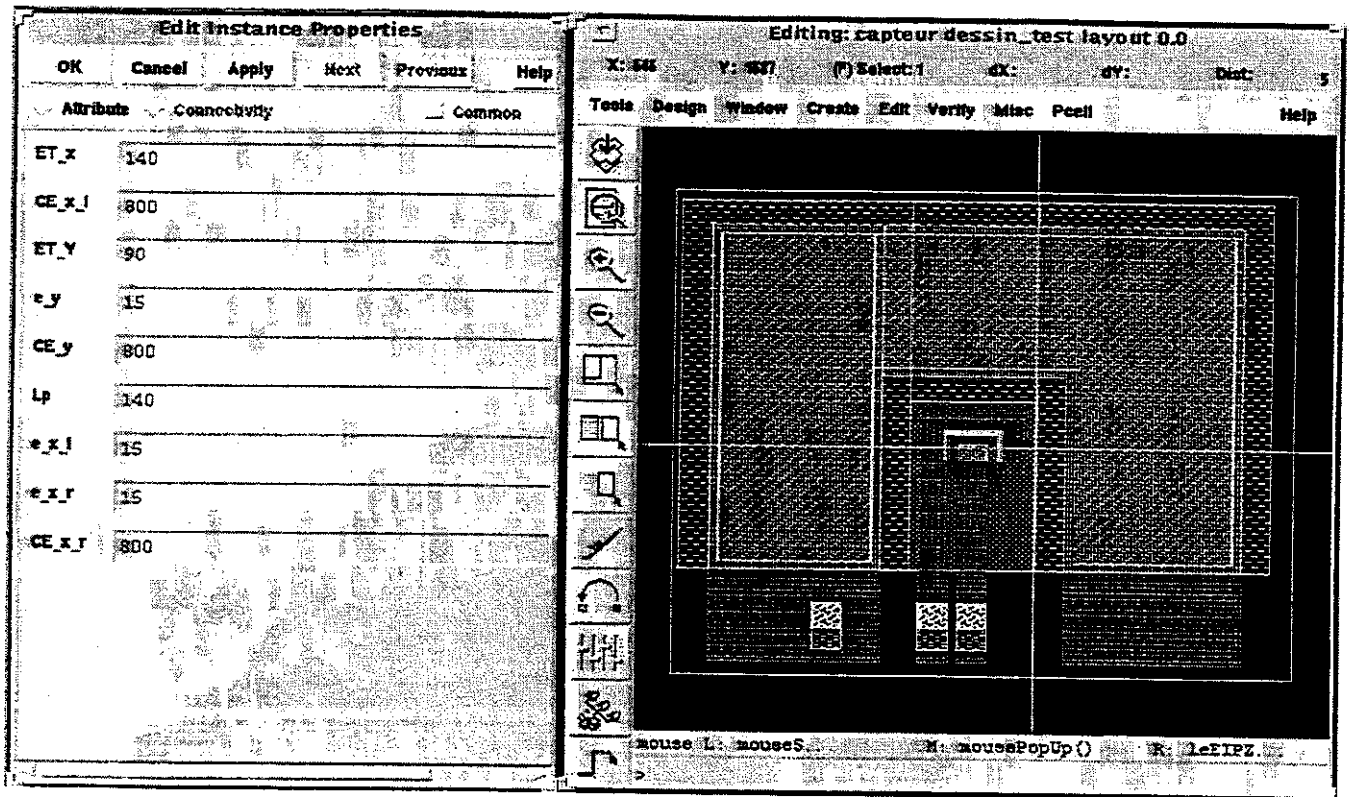 Edit Instance Properties
OK Cancel Apply Next Previous Help
Attribute Connectivity Common
ET_x 140
CE_x_l 800
ET_Y 90
e_y 15
CE_y 800
Lp 140
e_x_l 15
e_x_r 15
CE_x_r 800
Editing: capteur dessin_test layout 0.0
X: Y: (F) Select: 1 dX: dY: Dist: 5
Tools Design Window Create Edit Verify Misc Pcell Help
mouse L: mouseS... M: mousePopUp() R:
>